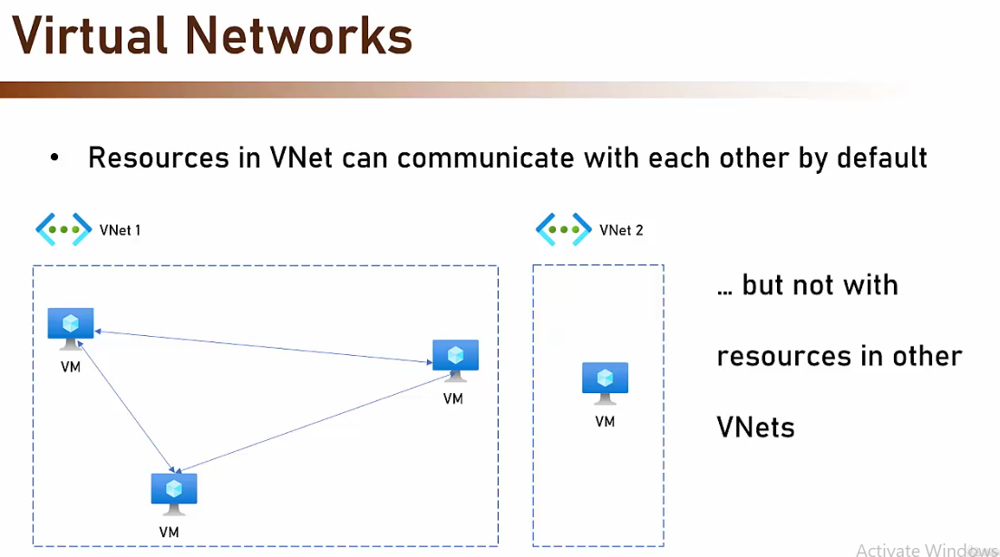 Virtual Networks
• Resources in VNet can communicate with each other by default
VNet 1
VNet 2
... but not with
resources in other
VNets
VM
VM
VM
VM
Activate Windows